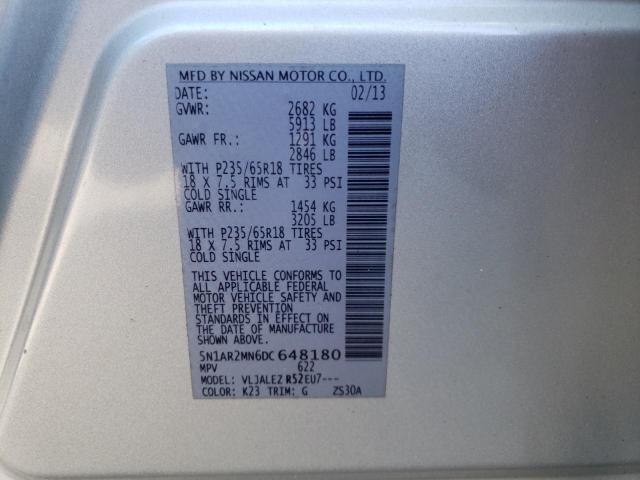 MFD BY NISSAN MOTOR CO., LTD.
DATE: 02/13
GVWR: 2682 KG
5913 LB
GAWR FR.: 1291 KG
2846 LB
WITH P235/65R18 TIRES
18 X 7.5 RIMS AT 33 PSI
COLD SINGLE
GAWR RR.: 1454 KG
3205 LB
WITH P235/65R18 TIRES
18 X 7.5 RIMS AT 33 PSI
COLD SINGLE
THIS VEHICLE CONFORMS TO
ALL APPLICABLE FEDERAL
MOTOR VEHICLE SAFETY AND
THEFT PREVENTION
STANDARDS IN EFFECT ON
DATE OF MANUFACTURE SHOWN
ABOVE.
5N1AR2MN6DC 648180
MPV 622
MODEL: VLJALEZ R52EU7---
COLOR: K23 TRIM: G ZS30A